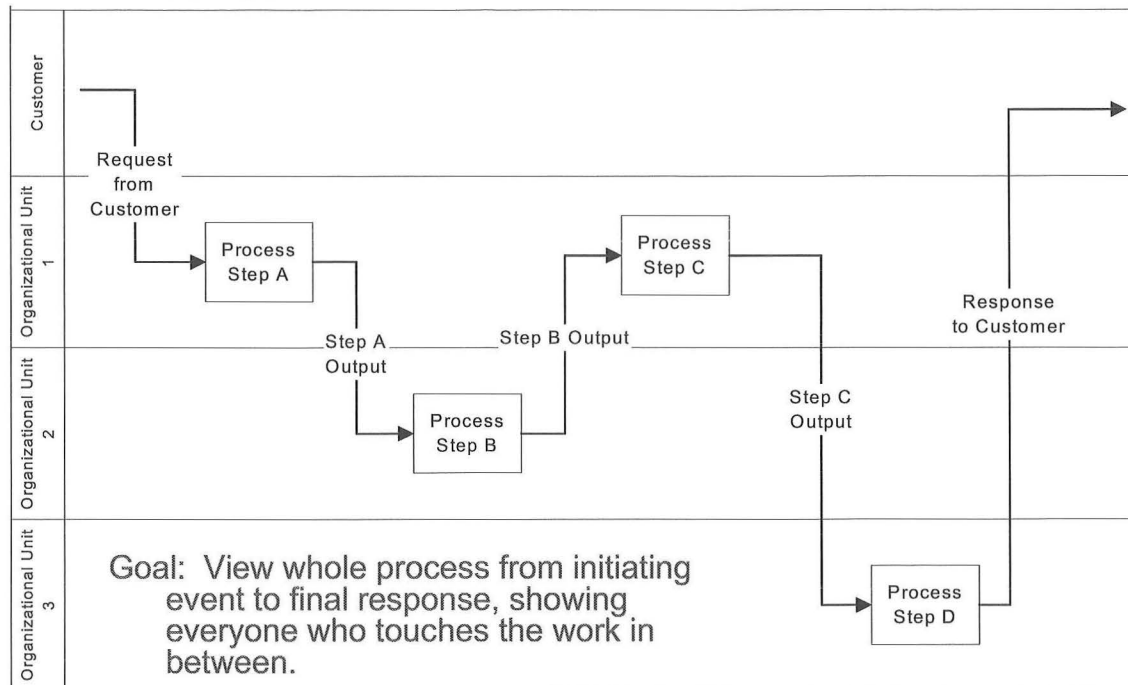 Customer
Request
from
Customer
Organizational Unit
1
Process
Step A
Process
Step C
Response
to Customer
Step A
Output
Step B Output
Organizational Unit
2
Process
Step B
Step C
Output
Organizational Unit
3
Goal: View whole process from initiating
event to final response, showing
everyone who touches the work in
between.
Process
Step D